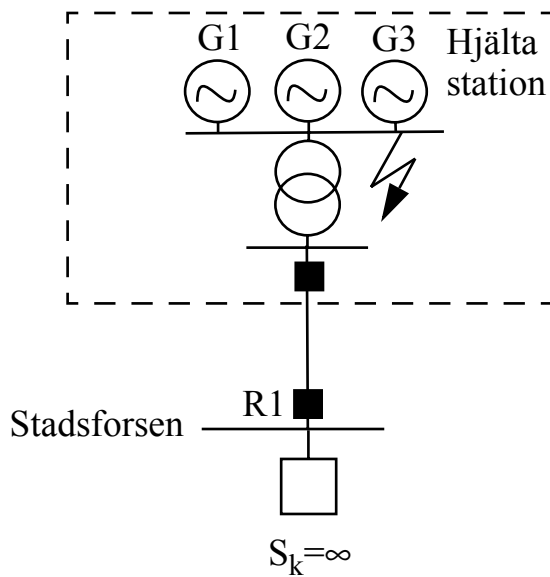 G1 G2 G3
Hjälta
station
R1
Stadsforsen
Sk=∞